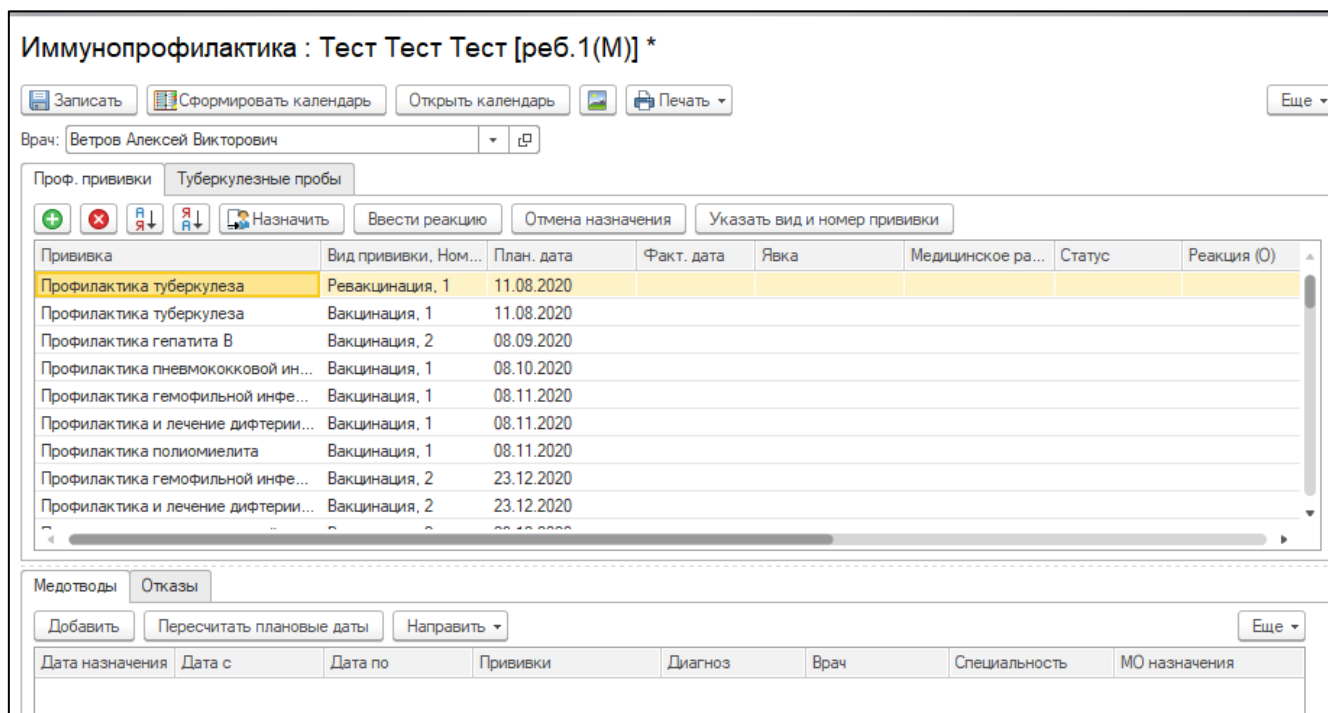 Иммунопрофилактика : Тест Тест Тест [реб.1(М)] *
Записать Сформировать календарь Открыть календарь Печать Еще
Врач: Ветров Алексей Викторович
Проф. прививки Туберкулезные пробы
Назначить Ввести реакцию Отмена назначения Указать вид и номер прививки
Прививка Вид прививки, Ном... План. дата Факт. дата Явка Медицинское ра... Статус Реакция (О)
Профилактика туберкулеза Ревакцинация, 1 11.08.2020
Профилактика туберкулеза Вакцинация, 1 11.08.2020
Профилактика гепатита В Вакцинация, 2 08.09.2020
Профилактика пневмококковой ин... Вакцинация, 1 08.10.2020
Профилактика гемофильной инфе... Вакцинация, 1 08.11.2020
Профилактика и лечение дифтерии... Вакцинация, 1 08.11.2020
Профилактика полиомиелита Вакцинация, 1 08.11.2020
Профилактика гемофильной инфе... Вакцинация, 2 23.12.2020
Профилактика и лечение дифтерии... Вакцинация, 2 23.12.2020
Медотводы Отказы
Добавить Пересчитать плановые даты Направить Еще
Дата назначения Дата с Дата по Прививки Диагноз Врач Специальность МО назначения